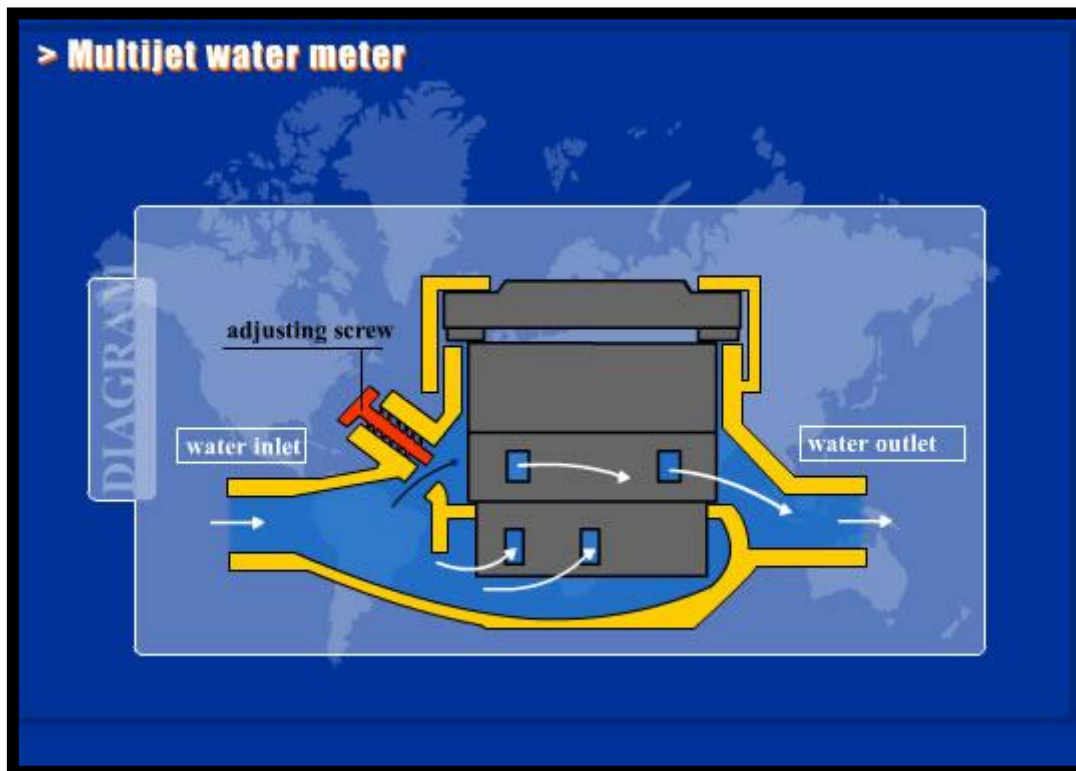 > Multijet water meter
DIAGRAM
adjusting screw
water inlet
water outlet